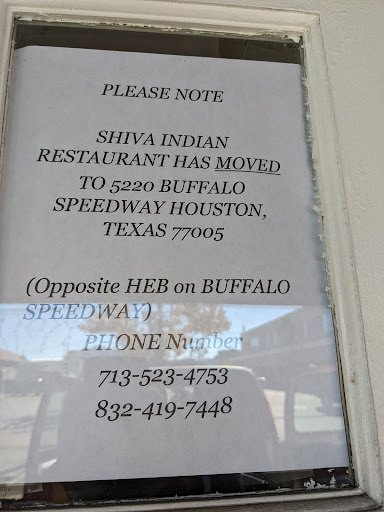 PLEASE NOTE
SHIVA INDIAN
RESTAURANT HAS MOVED
TO 5220 BUFFALO
SPEEDWAY HOUSTON,
TEXAS 77005
(Opposite HEB on BUFFALO
SPEEDWAY)
PHONE Number
713-523-4753
832-419-7448